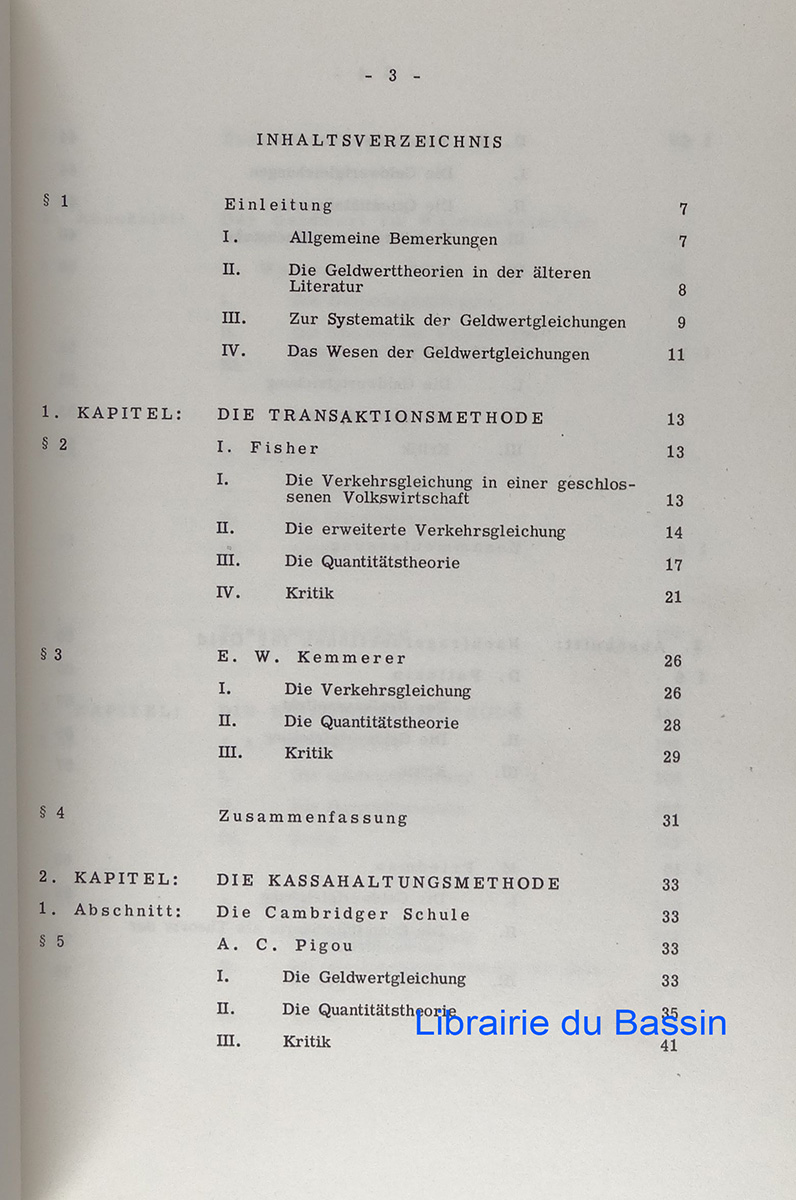 - 3 -
INHALTSVERZEICHNIS
§ 1 Einleitung 7
I. Allgemeine Bemerkungen 7
II. Die Geldwerttheorien in der älteren
Literatur 8
III. Zur Systematik der Geldwertgleichungen 9
IV. Das Wesen der Geldwertgleichungen 11
1. KAPITEL: DIE TRANSAKTIONSMETHODE 13
§ 2 I. Fisher 13
I. Die Verkehrsgleichung in einer geschlos-
senen Volkswirtschaft 13
II. Die erweiterte Verkehrsgleichung 14
III. Die Quantitätstheorie 17
IV. Kritik 21
§ 3 E. W. Kemmerer 26
I. Die Verkehrsgleichung 26
II. Die Quantitätstheorie 28
III. Kritik 29
§ 4 Zusammenfassung 31
2. KAPITEL: DIE KASSAHALTUNGSMETHODE 33
1. Abschnitt: Die Cambridger Schule 33
§ 5 A. C. Pigou 33
I. Die Geldwertgleichung 33
II. Die Quantitätstheorie 35
Librairie du Bassin
III. Kritik 41